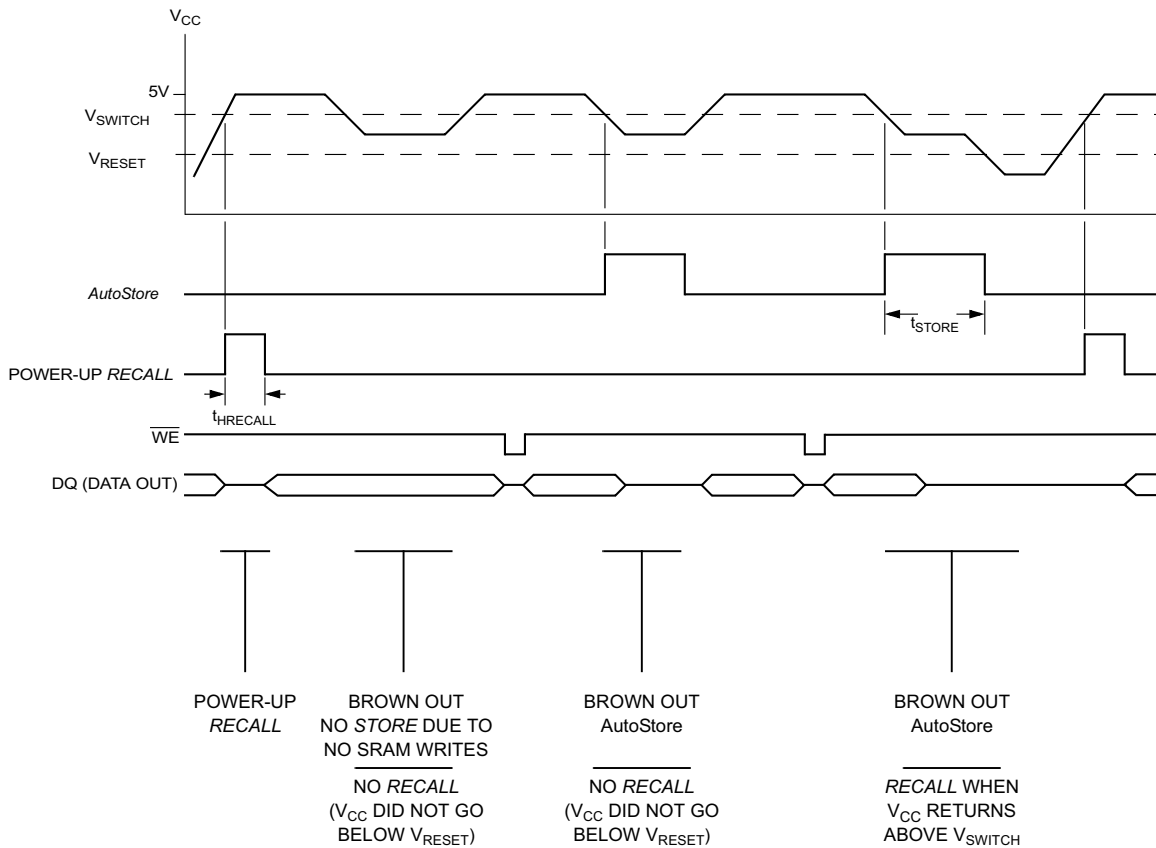 VCC
5V
VSWITCH
VRESET
AutoStore
tSTORE
POWER-UP RECALL
tHRECALL
WE
DQ (DATA OUT)
POWER-UP
RECALL
BROWN OUT
NO STORE DUE TO
NO SRAM WRITES
NO RECALL
(VCC DID NOT GO
BELOW VRESET)
BROWN OUT
AutoStore
NO RECALL
(VCC DID NOT GO
BELOW VRESET)
BROWN OUT
AutoStore
RECALL WHEN
VCC RETURNS
ABOVE VSWITCH